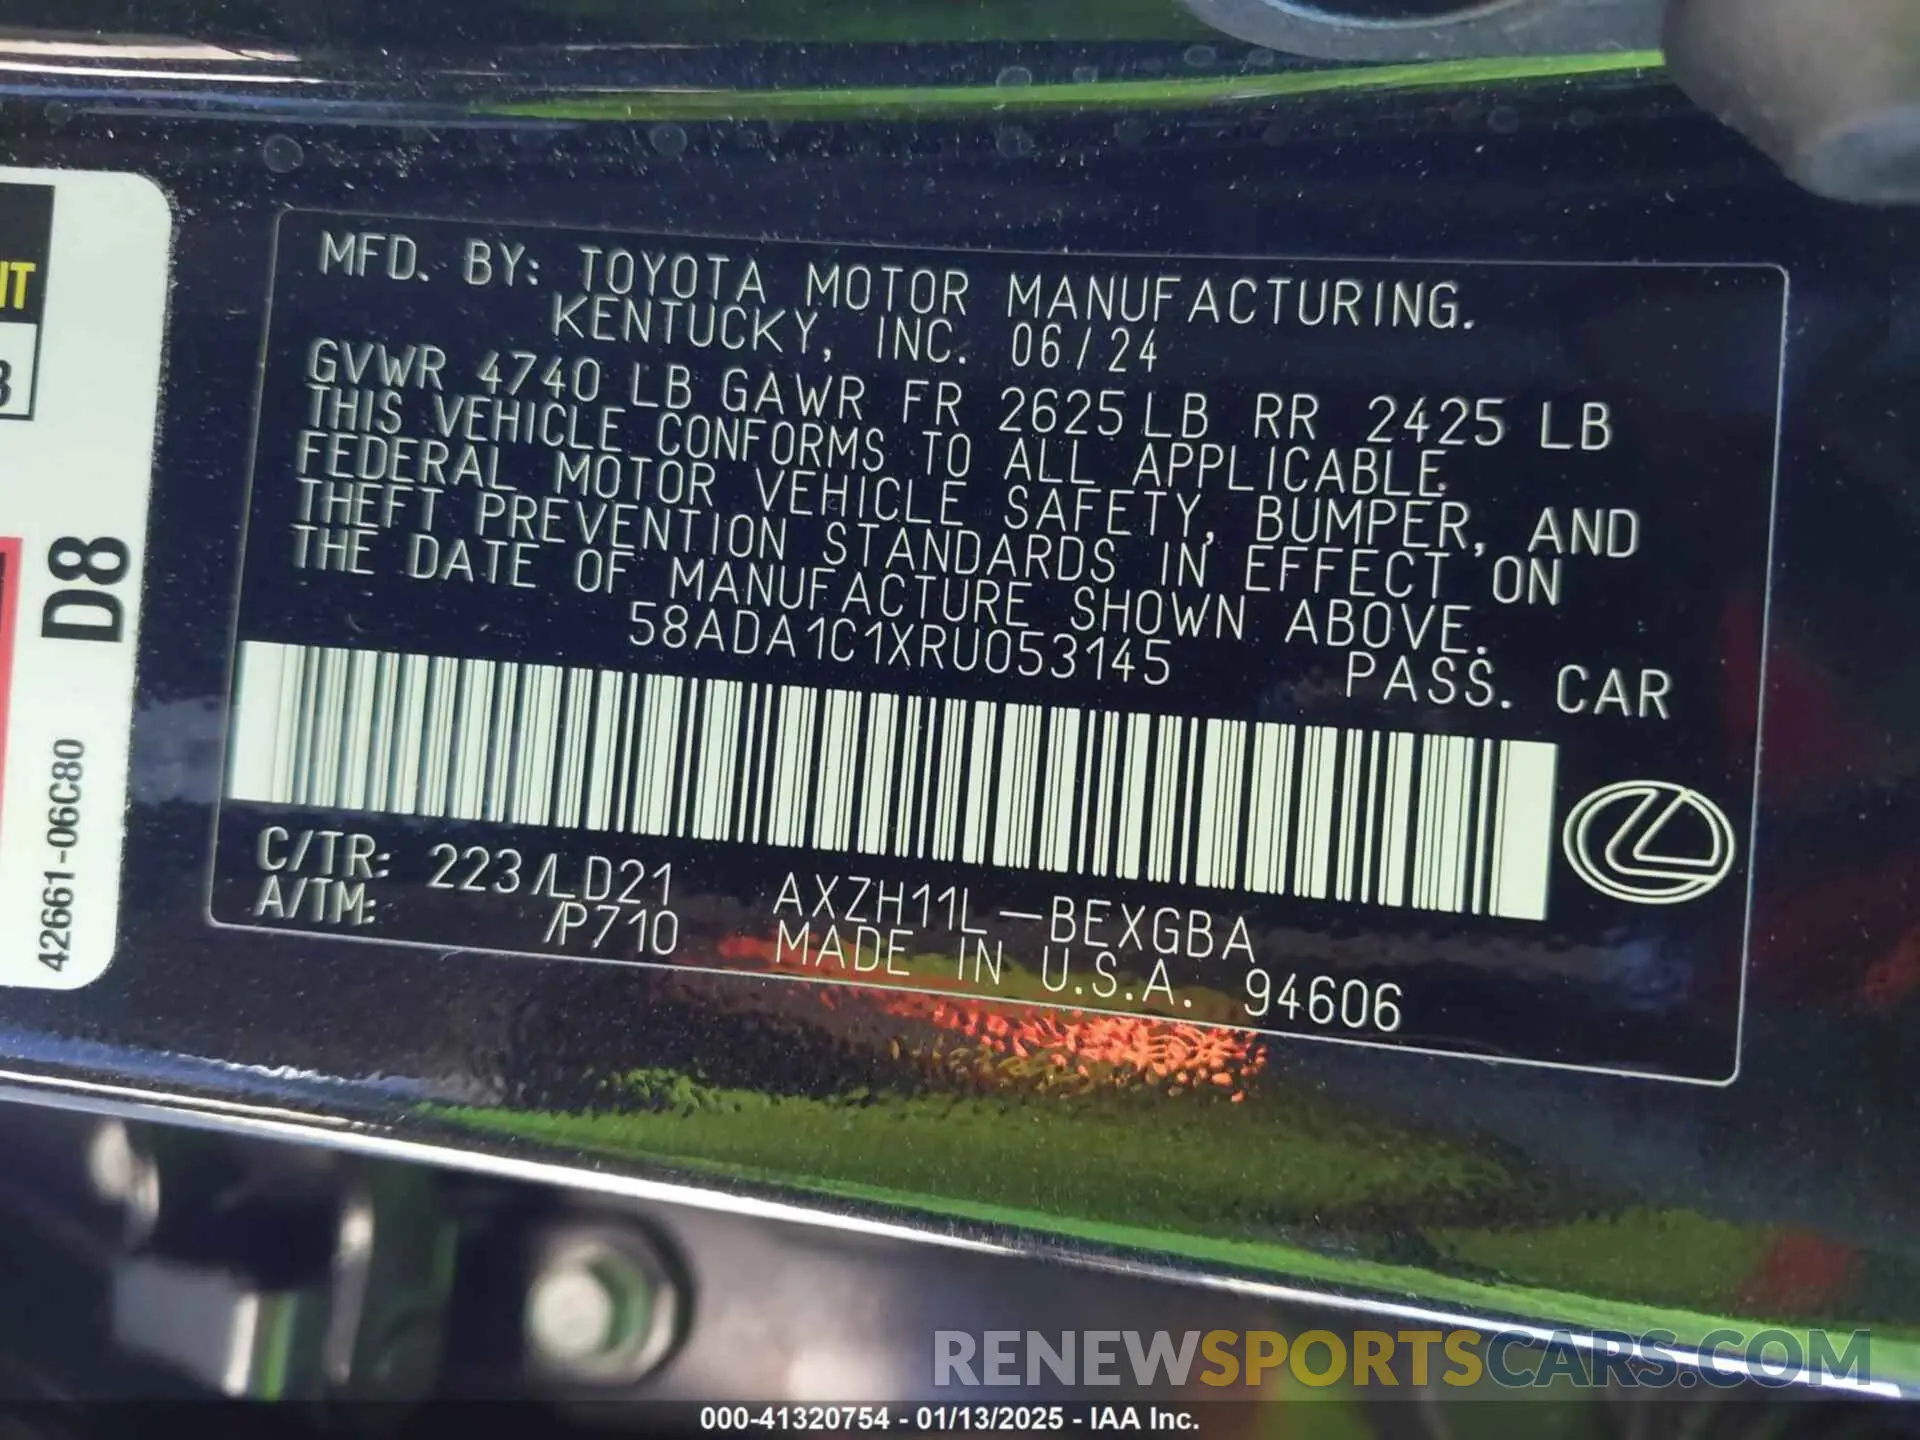 MFD. BY: TOYOTA MOTOR MANUFACTURING.
KENTUCKY, INC. 06/24
GVWR 4740 LB GAWR FR 2625 LB RR 2425 LB
THIS VEHICLE CONFORMS TO ALL APPLICABLE.
FEDERAL MOTOR VEHICLE SAFETY, BUMPER, AND
THEFT PREVENTION STANDARDS IN EFFECT ON
THE DATE OF MANUFACTURE SHOWN ABOVE.
58ADA1C1XRU053145 PASS. CAR
C/TR: 223/LD21 AXZH11L-BEXGBA
A/TM: /P710 MADE IN U.S.A. 94606
D8
42661-06C80
RENEWSPORTSCARS.COM
000-41320754 - 01/13/2025 - IAA Inc.